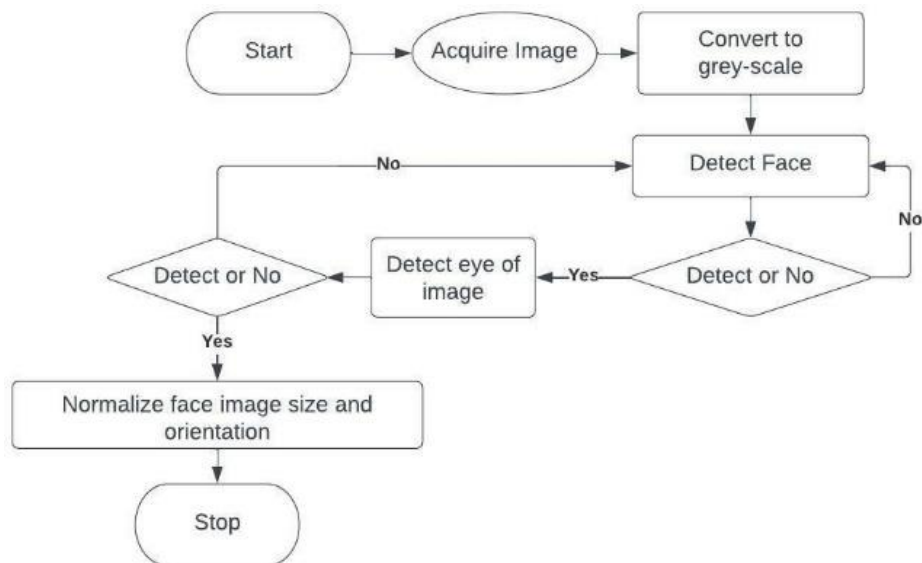 Start
Acquire Image
Convert to
grey-scale
Detect Face
No
No
Detect or No
Yes
Detect eye of
image
Detect or No
Yes
Normalize face image size and
orientation
Stop